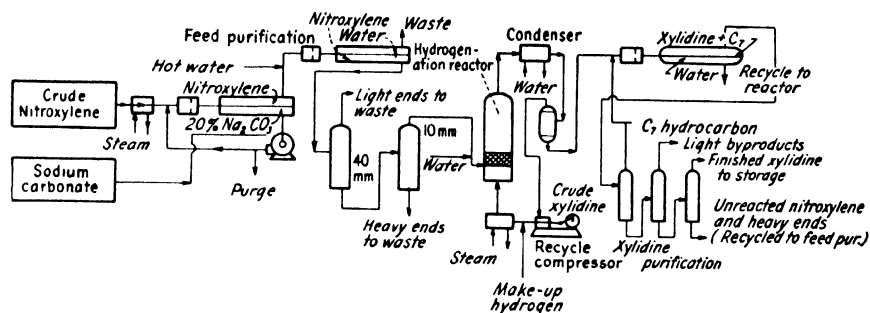 Nitroxylene
Water
Waste
Feed purification
Hot water
Hydrogen-
ation reactor
Condenser
Water
Xylidine + C7
Water
Recycle to
reactor
Crude
Nitroxylene
Nitroxylene
20% Na2 CO3
Steam
Sodium
carbonate
Purge
Light ends to
waste
40
mm
10 mm
Water
Heavy ends
to waste
Crude
xylidine
Steam
Recycle
compressor
Make-up
hydrogen
C7 hydrocarbon
Light byproducts
Finished xylidine
to storage
Unreacted nitroxylene
and heavy ends
(Recycled to feed pur.)
Xylidine
purification